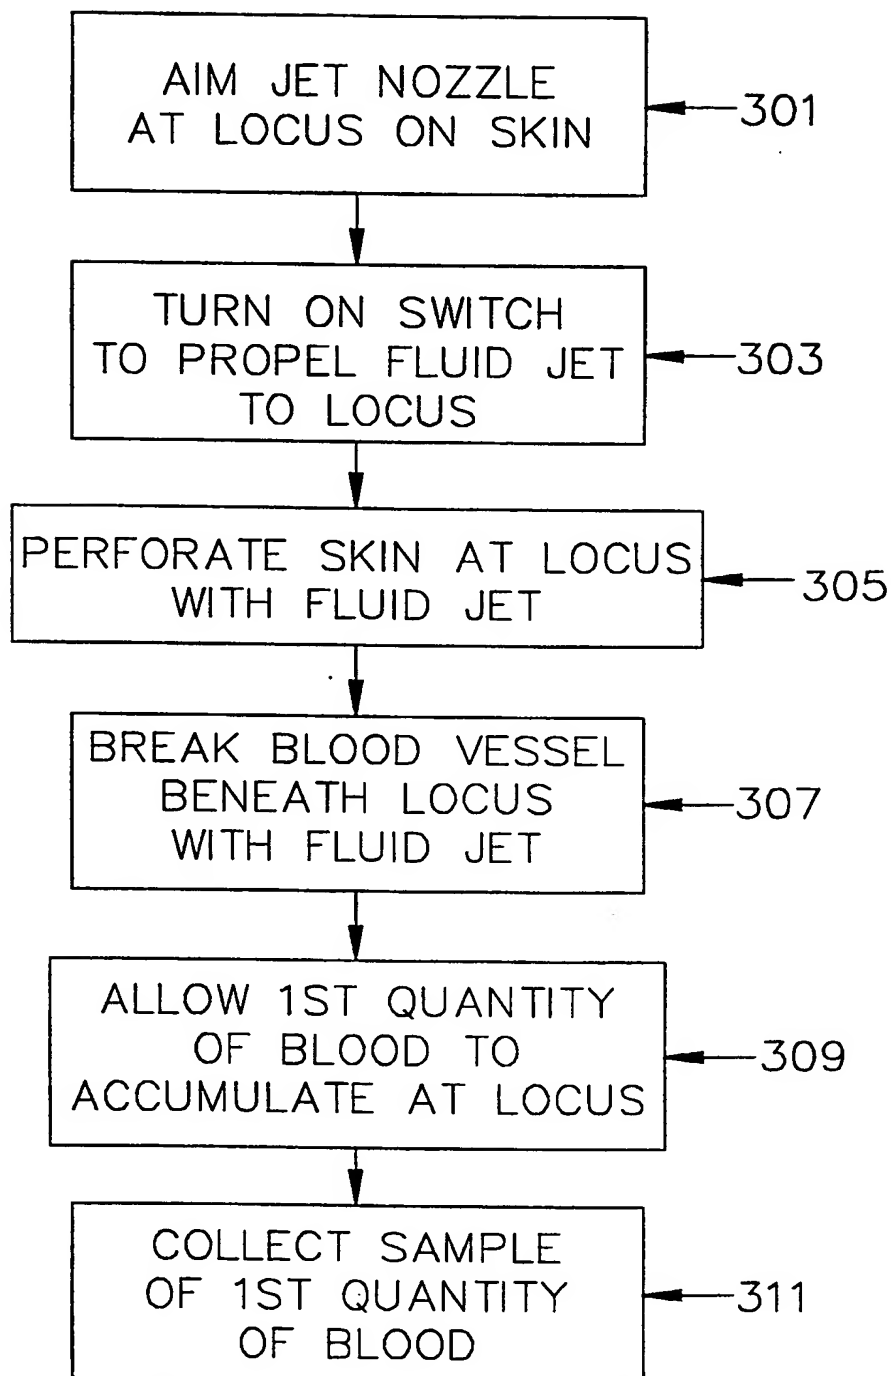 AIM JET NOZZLE
AT LOCUS ON SKIN
301
TURN ON SWITCH
TO PROPEL FLUID JET
TO LOCUS
303
PERFORATE SKIN AT LOCUS
WITH FLUID JET
305
BREAK BLOOD VESSEL
BENEATH LOCUS
WITH FLUID JET
307
ALLOW 1ST QUANTITY
OF BLOOD TO
ACCUMULATE AT LOCUS
309
COLLECT SAMPLE
OF 1ST QUANTITY
OF BLOOD
311